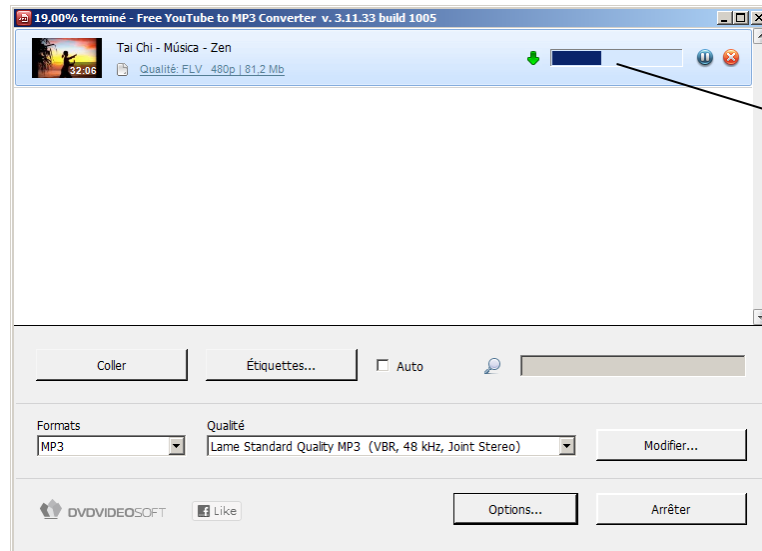 19,00% terminé - Free YouTube to MP3 Converter v. 3.11.33 build 1005
Tai Chi - Música - Zen
32:06
Qualité: FLV 480p | 81,2 Mb
Coller
Étiquettes...
Auto
Formats
Qualité
MP3
Lame Standard Quality MP3 (VBR, 48 kHz, Joint Stereo)
Modifier...
DVDVIDEOSOFT
Like
Options...
Arrêter